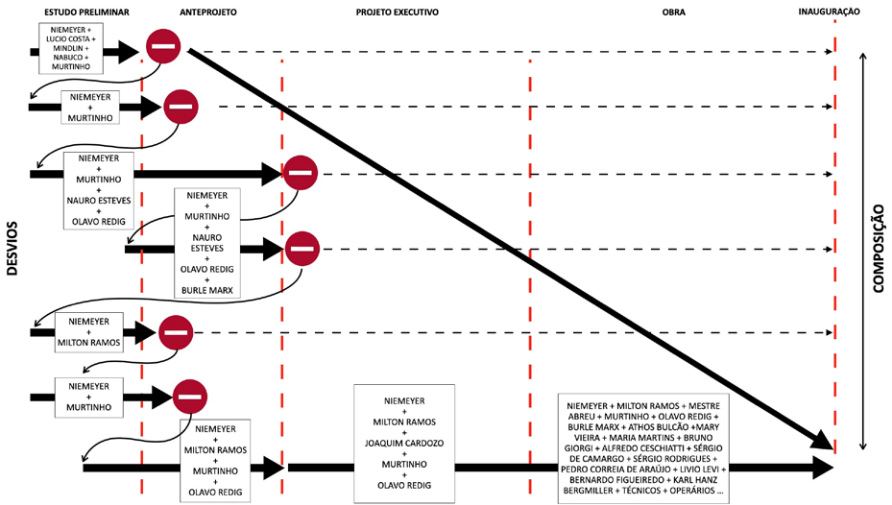 ESTUDO PRELIMINAR
ANTEPROJETO
PROJETO EXECUTIVO
OBRA
INAUGURAÇÃO
NIEMEYER +
LUCIO COSTA +
MINDLIN +
NABUCO +
MURTINHO
NIEMEYER
+
MURTINHO
NIEMEYER
+
MURTINHO
+
NAURO ESTEVES
+
OLAVO REDIG
NIEMEYER
+
MURTINHO
+
NAURO
ESTEVES
+
OLAVO REDIG
+
BURLE MARX
DESVIOS
COMPOSIÇÃO
NIEMEYER
+
MILTON RAMOS
NIEMEYER
+
MURTINHO
NIEMEYER
+
MILTON RAMOS
+
MURTINHO
+
OLAVO REDIG
NIEMEYER
+
MILTON RAMOS
+
JOAQUIM CARDOZO
+
MURTINHO
+
OLAVO REDIG
NIEMEYER + MILTON RAMOS + MESTRE
ABREU + MURTINHO + OLAVO REDIG +
BURLE MARX + ATHOS BULCÃO +MARY
VIEIRA + MARIA MARTINS + BRUNO
GIORGI + ALFREDO CESCHIATTI + SÉRGIO
DE CAMARGO + SÉRGIO RODRIGUES +
PEDRO CORREIA DE ARAÚJO + LIVIO LEVI +
BERNARDO FIGUEIREDO + KARL HANZ
BERGMILLER + TÉCNICOS + OPERÁRIOS ...